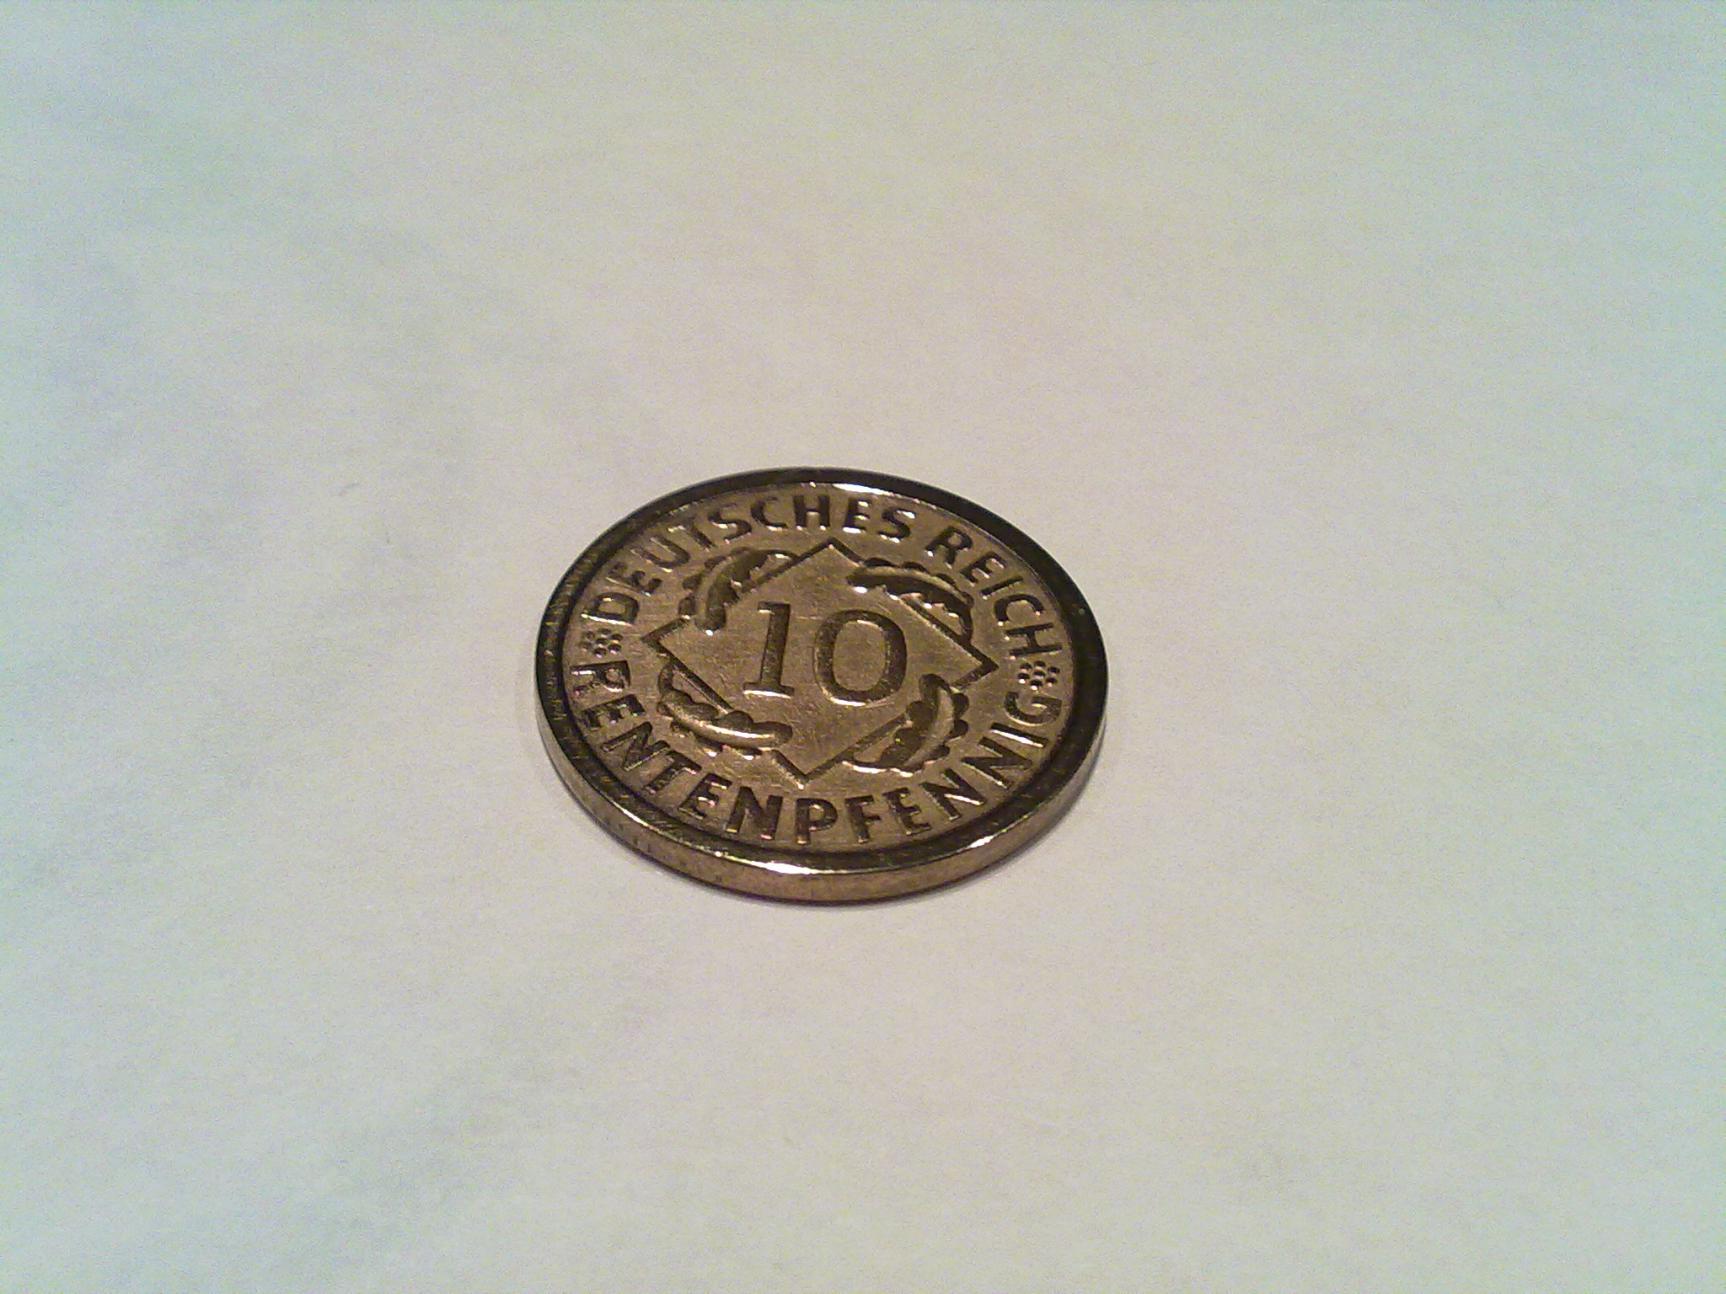 DEUTSCHES REICH
10
RENTENPFENNIG